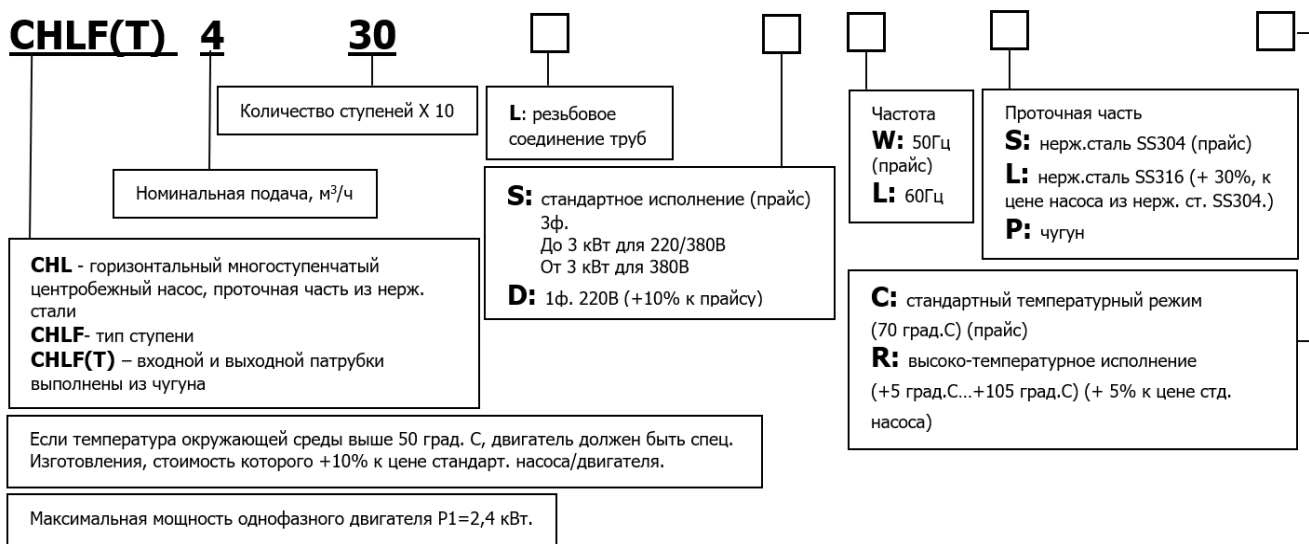 CHLF(T) 4 30
Количество ступеней X 10
L: резьбовое
соединение труб
Частота
W: 50Гц
(прайс)
L: 60Гц
Проточная часть
S: нерж.сталь SS304 (прайс)
L: нерж.сталь SS316 (+ 30%, к
цене насоса из нерж. ст. SS304.)
P: чугун
Номинальная подача, м³/ч
S: стандартное исполнение (прайс)
3ф.
До 3 кВт для 220/380В
От 3 кВт для 380В
D: 1ф. 220В (+10% к прайсу)
CHL - горизонтальный многоступенчатый
центробежный насос, проточная часть из нерж.
стали
CHLF- тип ступени
CHLF(T) – входной и выходной патрубки
выполнены из чугуна
C: стандартный температурный режим
(70 град.С) (прайс)
R: высоко-температурное исполнение
(+5 град.С...+105 град.С) (+ 5% к цене стд.
насоса)
Если температура окружающей среды выше 50 град. С, двигатель должен быть спец.
Изготовления, стоимость которого +10% к цене стандарт. насоса/двигателя.
Максимальная мощность однофазного двигателя P1=2,4 кВт.